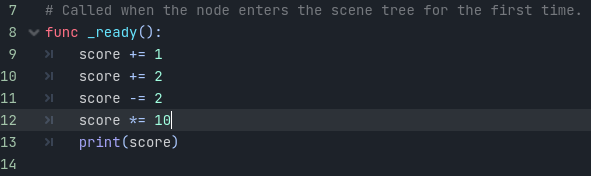 7 # Called when the node enters the scene tree for the first time.
8 func _ready():
9 score += 1
10 score += 2
11 score -= 2
12 score *= 10
13 print(score)
14